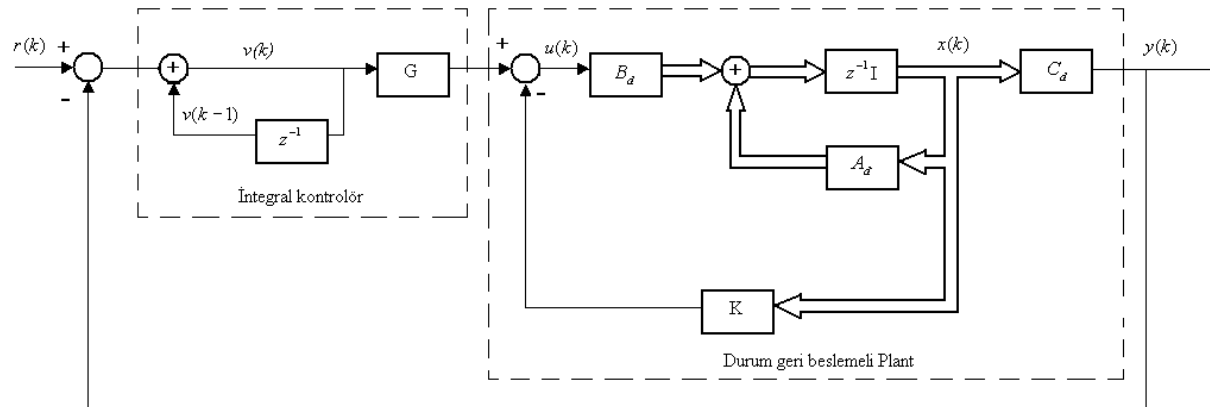 r(k)
+
-
+
v(k)
v(k − 1)
z⁻¹
G
İntegral kontrolör
+
-
u(k)
B_d
+
z⁻¹I
x(k)
C_d
y(k)
A_d
K
Durum geri beslemeli Plant